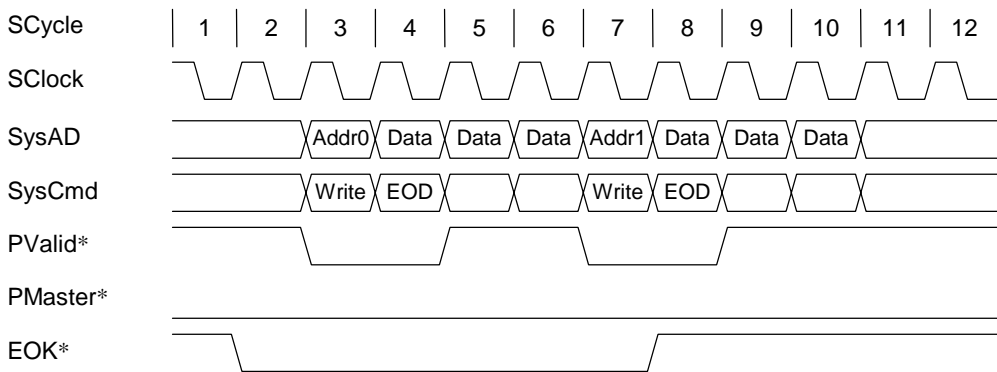 SCycle 1 2 3 4 5 6 7 8 9 10 11 12
SClock
SysAD Addr0 Data Data Data Addr1 Data Data Data
SysCmd Write EOD Write EOD
PValid*
PMaster*
EOK*